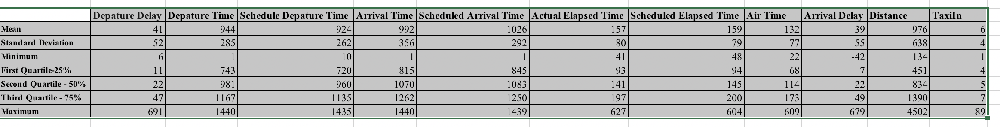 Depature Delay Depature Time Schedule Depature Time Arrival Time Scheduled Arrival Time Actual Elapsed Time Scheduled Elapsed Time Air Time Arrival Delay Distance TaxiIn
Mean 41 944 924 992 1026 157 159 132 39 976 6
Standard Deviation 52 285 262 356 292 80 79 77 55 638 4
Minimum 6 1 10 1 1 41 48 22 -42 134 1
First Quartile-25% 11 743 720 815 845 93 94 68 7 451 4
Second Quartile - 50% 22 981 960 1070 1083 141 145 114 22 834 5
Third Quartile - 75% 47 1167 1135 1262 1250 197 200 173 49 1390 7
Maximum 691 1440 1435 1440 1439 627 604 609 679 4502 89